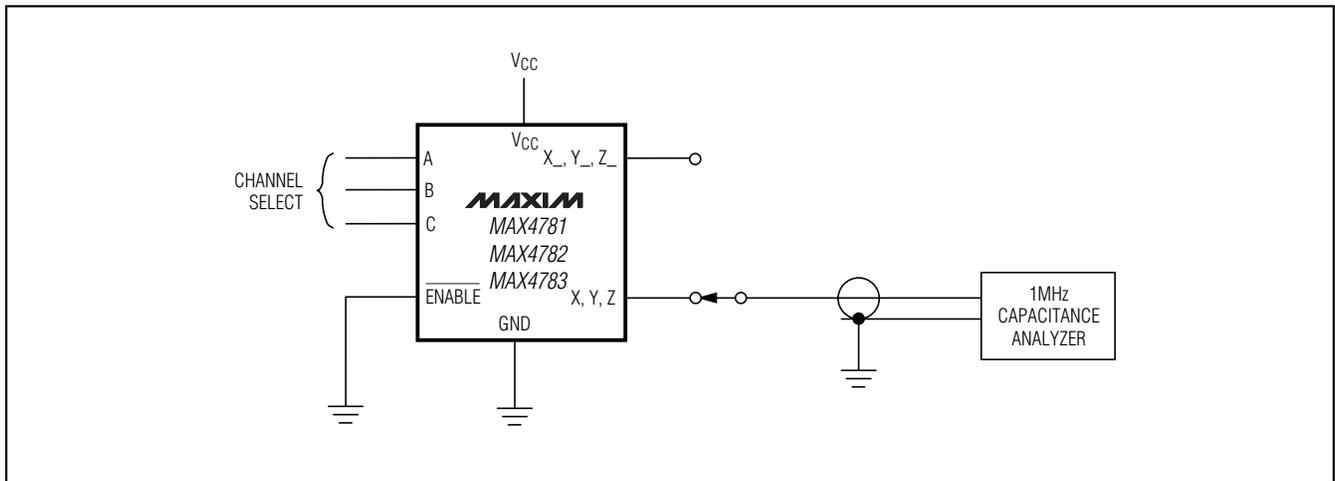 VCC
VCC
X_, Y_, Z_
A
CHANNEL
SELECT
B
C
MAXIM
MAX4781
MAX4782
MAX4783
ENABLE
X, Y, Z
GND
1MHz
CAPACITANCE
ANALYZER